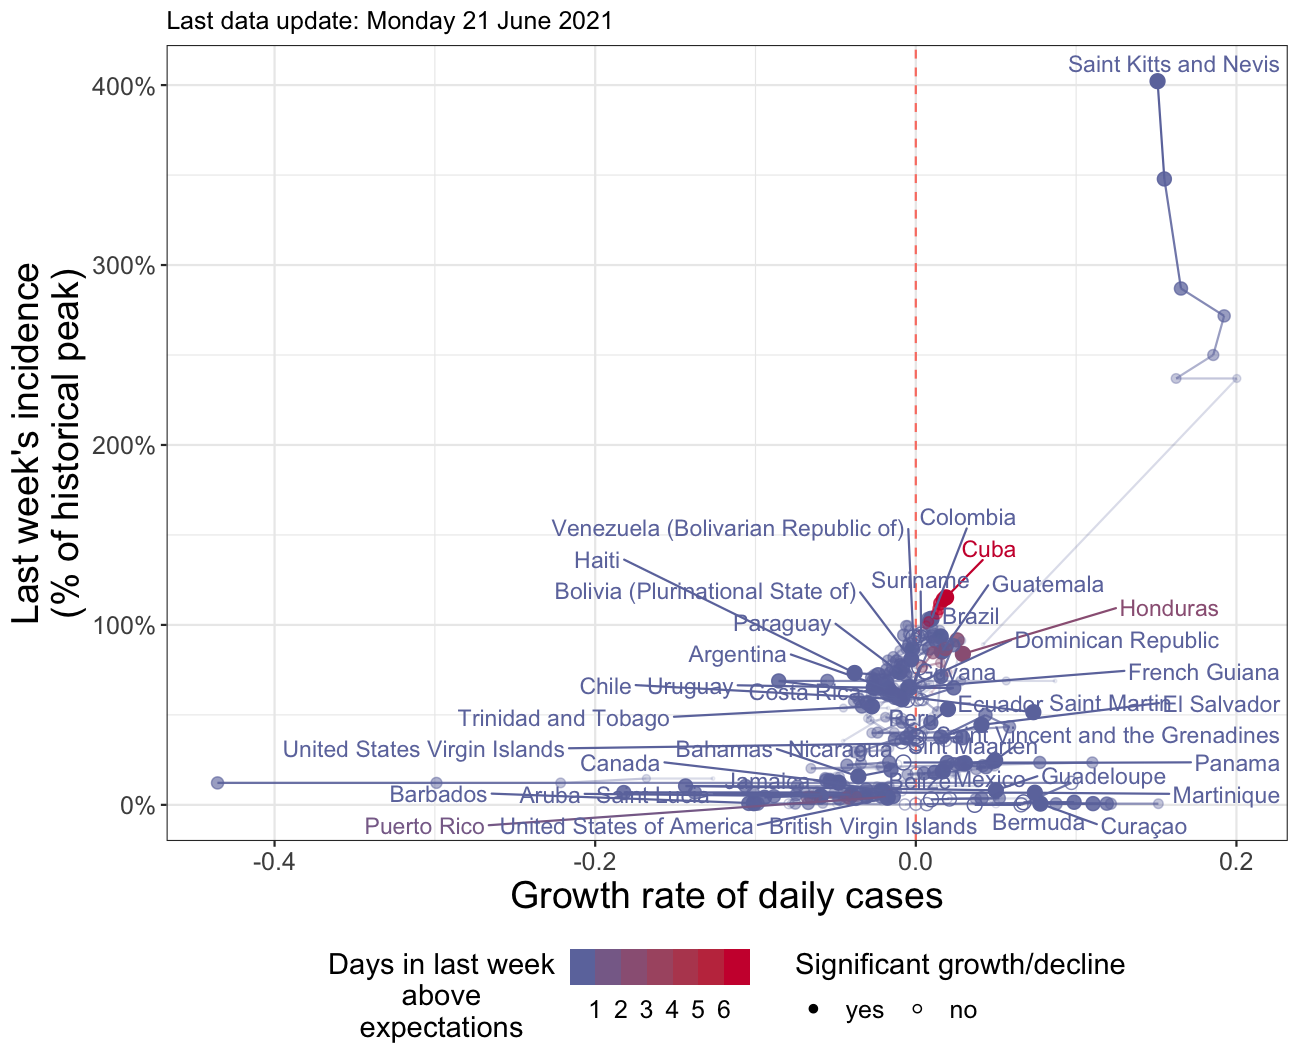 Last data update: Monday 21 June 2021
Last week's incidence
(% of historical peak)
400%
300%
200%
100%
0%
Saint Kitts and Nevis
Colombia
Venezuela (Bolivarian Republic of)
Cuba
Haiti
Suriname
Guatemala
Bolivia (Plurinational State of)
Honduras
Brazil
Paraguay
Dominican Republic
Argentina
Guyana
French Guiana
Chile
Uruguay
Costa Rica
Ecuador
Saint Martin
El Salvador
Trinidad and Tobago
Peru
Saint Vincent and the Grenadines
United States Virgin Islands
Bahamas
Nicaragua
Sint Maarten
Canada
Panama
Jamaica
Belize
Mexico
Guadeloupe
Barbados
Aruba
Saint Lucia
Martinique
Puerto Rico
United States of America
British Virgin Islands
Bermuda
Curaçao
-0.4
-0.2
0.0
0.2
Growth rate of daily cases
Days in last week
above
expectations
1 2 3 4 5 6
Significant growth/decline
yes
no